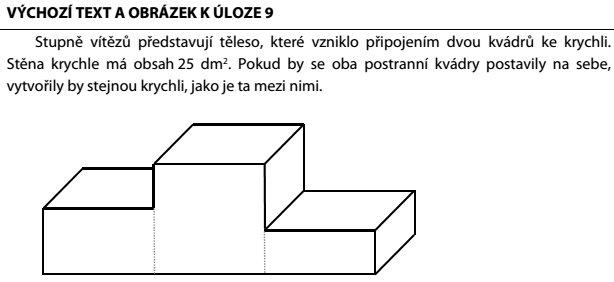 VÝCHOZÍ TEXT A OBRÁZEK K ÚLOZE 9
Stupně vítězů představují těleso, které vzniklo připojením dvou kvádrů ke krychli.
Stěna krychle má obsah 25 dm². Pokud by se oba postranní kvádry postavily na sebe,
vytvořily by stejnou krychli, jako je ta mezi nimi.